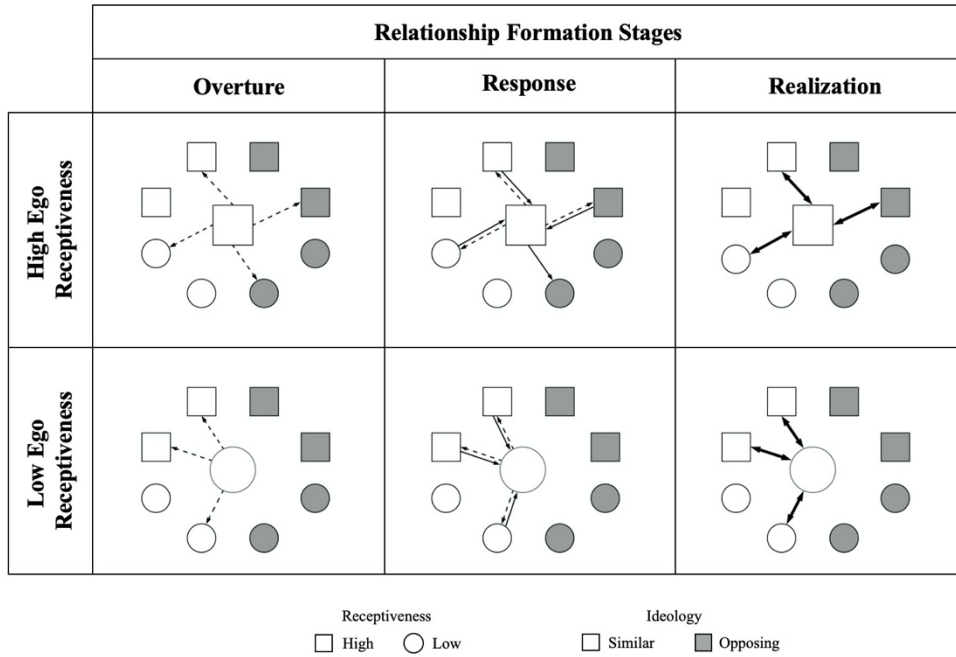 Relationship Formation Stages
Overture
Response
Realization
High Ego
Receptiveness
Low Ego
Receptiveness
Receptiveness
High
Low
Ideology
Similar
Opposing